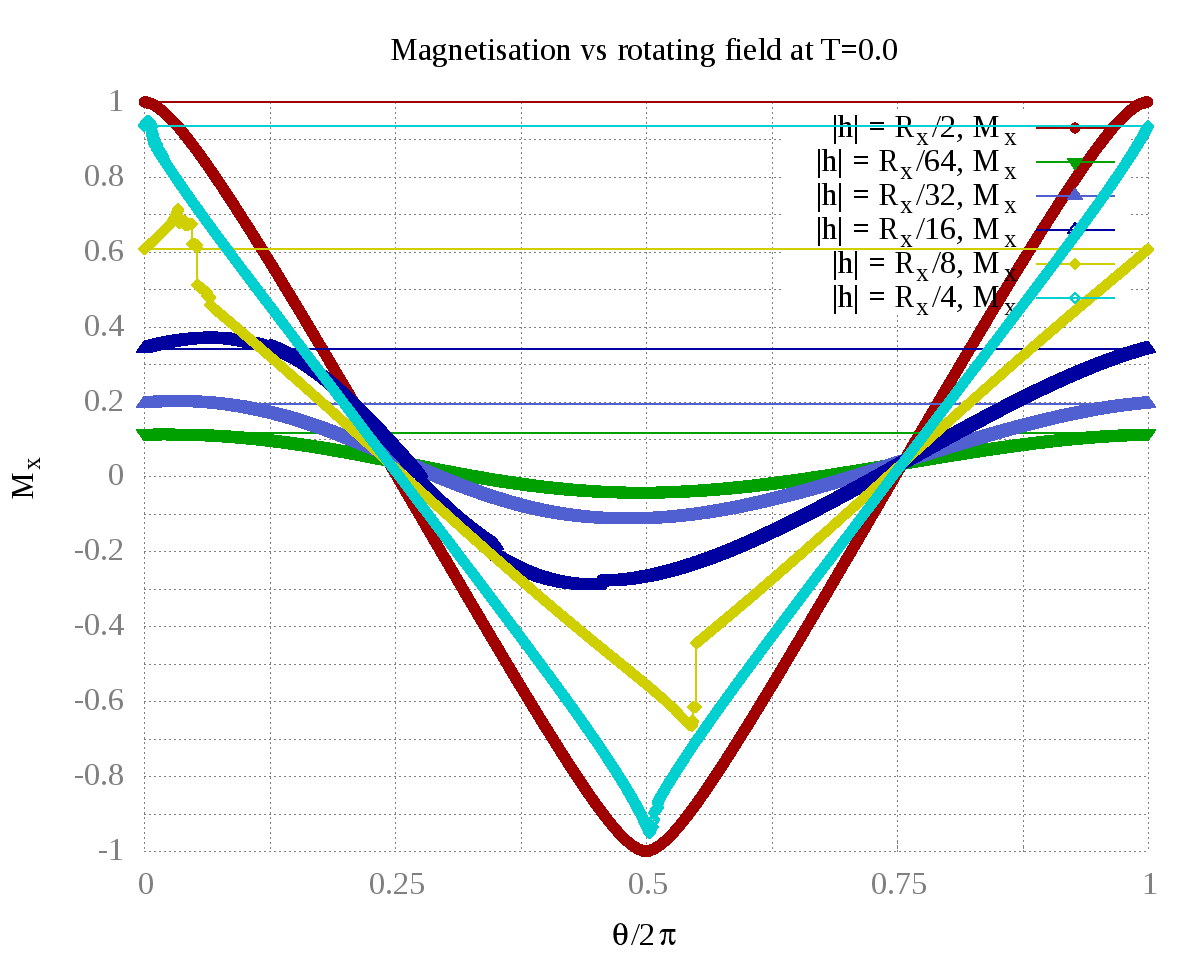 Magnetisation vs rotating field at T=0.0
1
0.8
0.6
0.4
0.2
0
-0.2
-0.4
-0.6
-0.8
-1
Mx
|h| = Rx/2, Mx
|h| = Rx/64, Mx
|h| = Rx/32, Mx
|h| = Rx/16, Mx
|h| = Rx/8, Mx
|h| = Rx/4, Mx
0 0.25 0.5 0.75 1
θ/2π